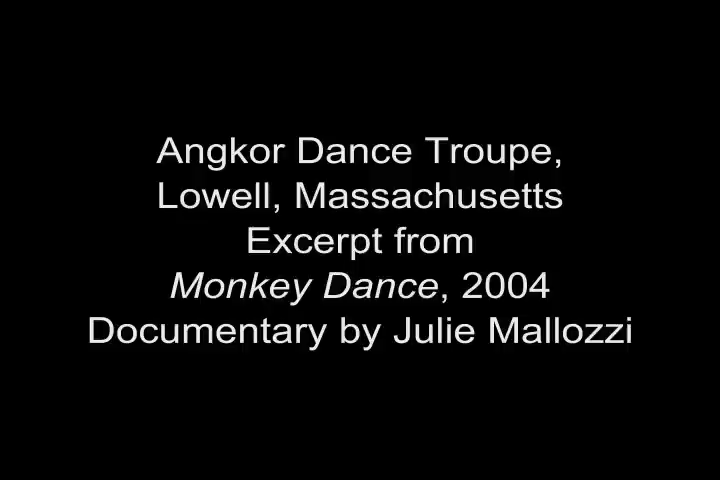 Angkor Dance Troupe,
Lowell, Massachusetts
Excerpt from
Monkey Dance, 2004
Documentary by Julie Mallozzi